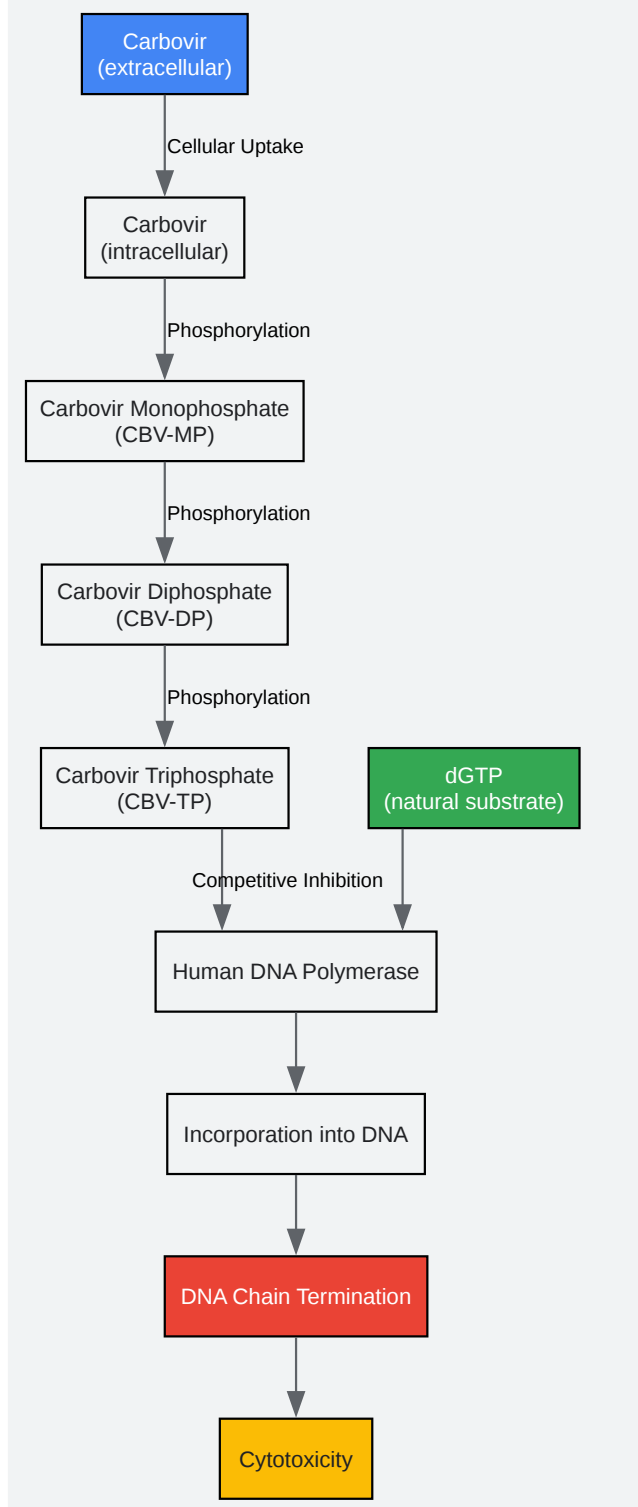 Carbovir
(extracellular)
Cellular Uptake
Carbovir
(intracellular)
Phosphorylation
Carbovir Monophosphate
(CBV-MP)
Phosphorylation
Carbovir Diphosphate
(CBV-DP)
Phosphorylation
Carbovir Triphosphate
(CBV-TP)
dGTP
(natural substrate)
Competitive Inhibition
Human DNA Polymerase
Incorporation into DNA
DNA Chain Termination
Cytotoxicity